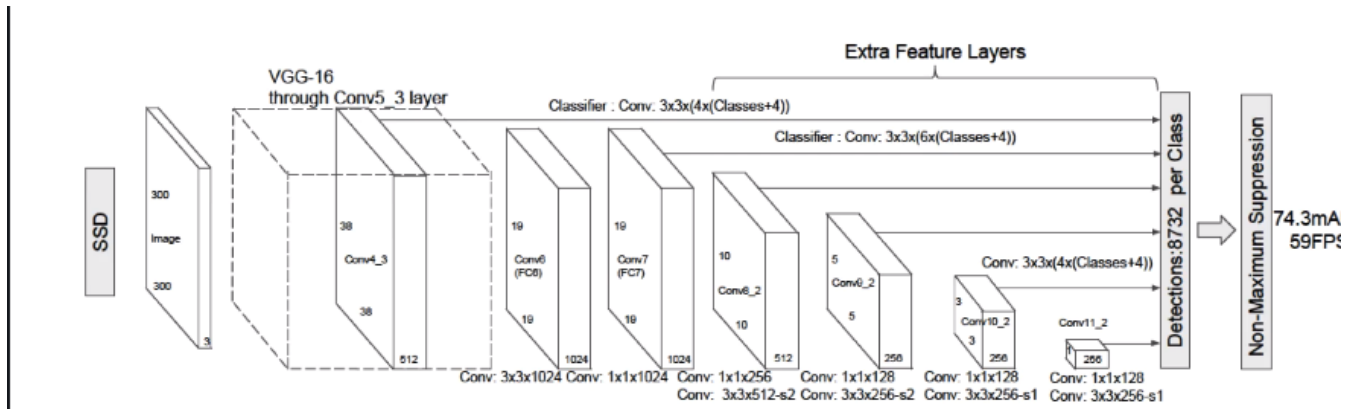 Extra Feature Layers
VGG-16
through Conv5_3 layer
Classifier : Conv: 3x3x(4x(Classes+4))
Classifier : Conv: 3x3x(6x(Classes+4))
SSD
300
Image
300
3
38
Conv4_3
38
512
19
Conv6
(FC6)
19
1024
19
Conv7
(FC7)
19
1024
10
Conv8_2
10
512
5
Conv9_2
5
256
Conv: 3x3x(4x(Classes+4))
3
Conv10_2
3
256
Conv11_2
1
256
Detections:8732 per Class
Non-Maximum Suppression
74.3mA
59FPS
Conv: 3x3x1024
Conv: 1x1x1024
Conv: 1x1x256
Conv: 3x3x512-s2
Conv: 1x1x128
Conv: 3x3x256-s2
Conv: 1x1x128
Conv: 3x3x256-s1
Conv: 1x1x128
Conv: 3x3x256-s1